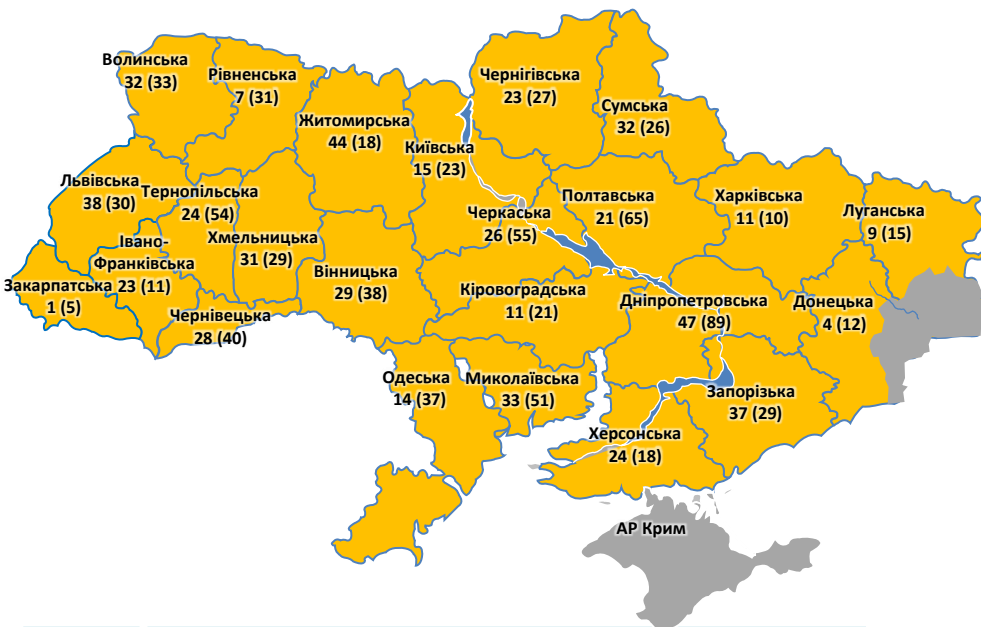 Волинська
32 (33)
Рівненська
7 (31)
Житомирська
44 (18)
Київська
15 (23)
Чернігівська
23 (27)
Сумська
32 (26)
Львівська
38 (30)
Тернопільська
24 (54)
Хмельницька
31 (29)
Івано-
Франківська
23 (11)
Закарпатська
1 (5)
Чернівецька
28 (40)
Вінницька
29 (38)
Черкаська
26 (55)
Полтавська
21 (65)
Харківська
11 (10)
Луганська
9 (15)
Кіровоградська
11 (21)
Дніпропетровська
47 (89)
Донецька
4 (12)
Одеська
14 (37)
Миколаївська
33 (51)
Запорізька
37 (29)
Херсонська
24 (18)
АР Крим